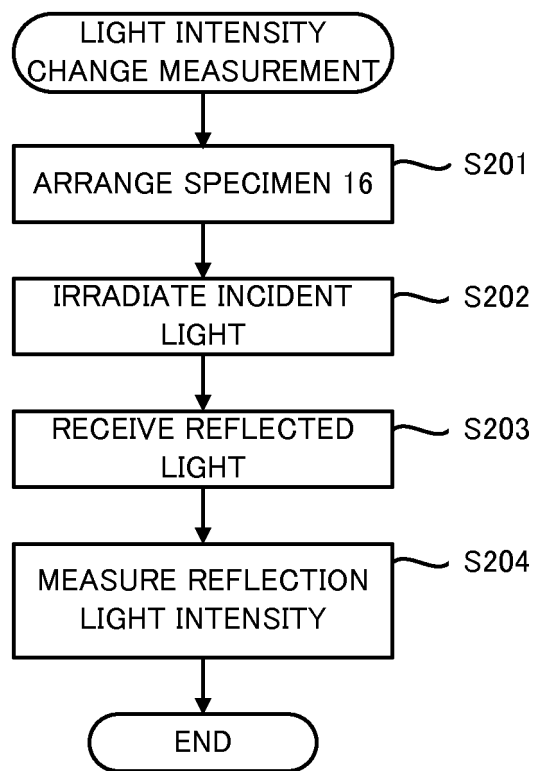 LIGHT INTENSITY
CHANGE MEASUREMENT
ARRANGE SPECIMEN 16
S201
IRRADIATE INCIDENT
LIGHT
S202
RECEIVE REFLECTED
LIGHT
S203
MEASURE REFLECTION
LIGHT INTENSITY
S204
END